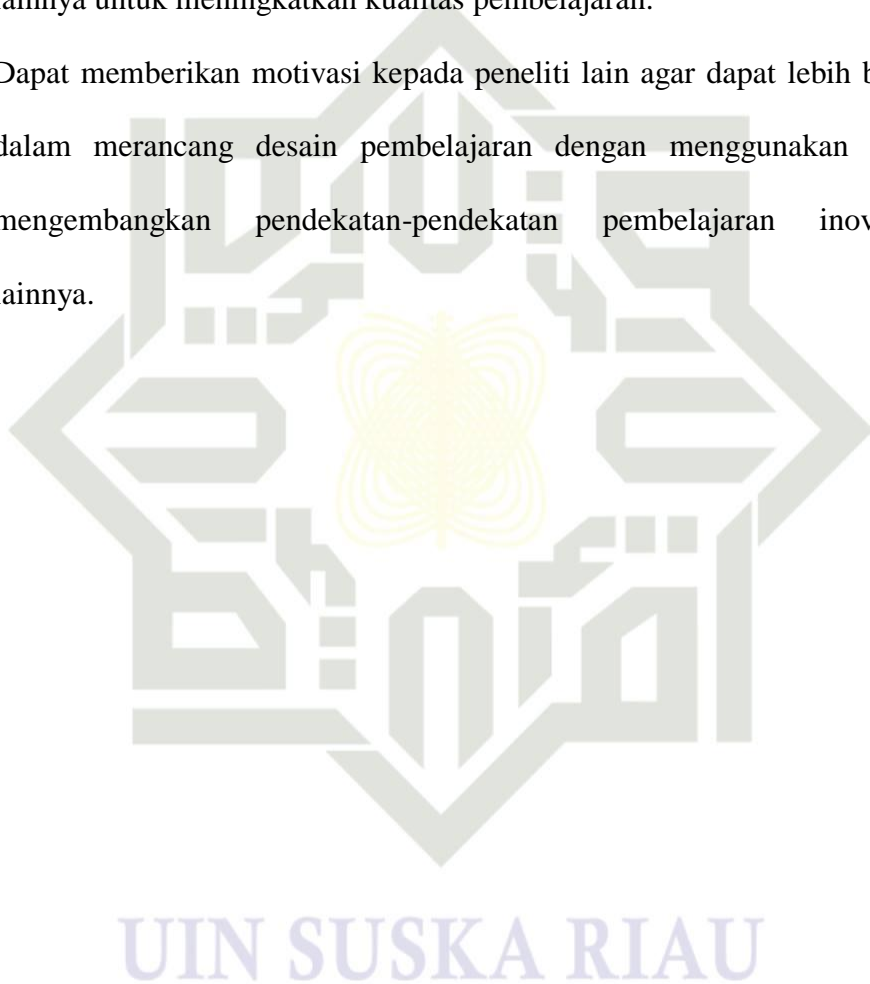 lainnya untuk meningkatkan kualitas pembelajaran.
Dapat memberikan motivasi kepada peneliti lain agar dapat lebih
dalam merancang desain pembelajaran dengan menggunakan
mengembangkan pendekatan-pendekatan pembelajaran
lainnya.
UIN SUSKA RIAU